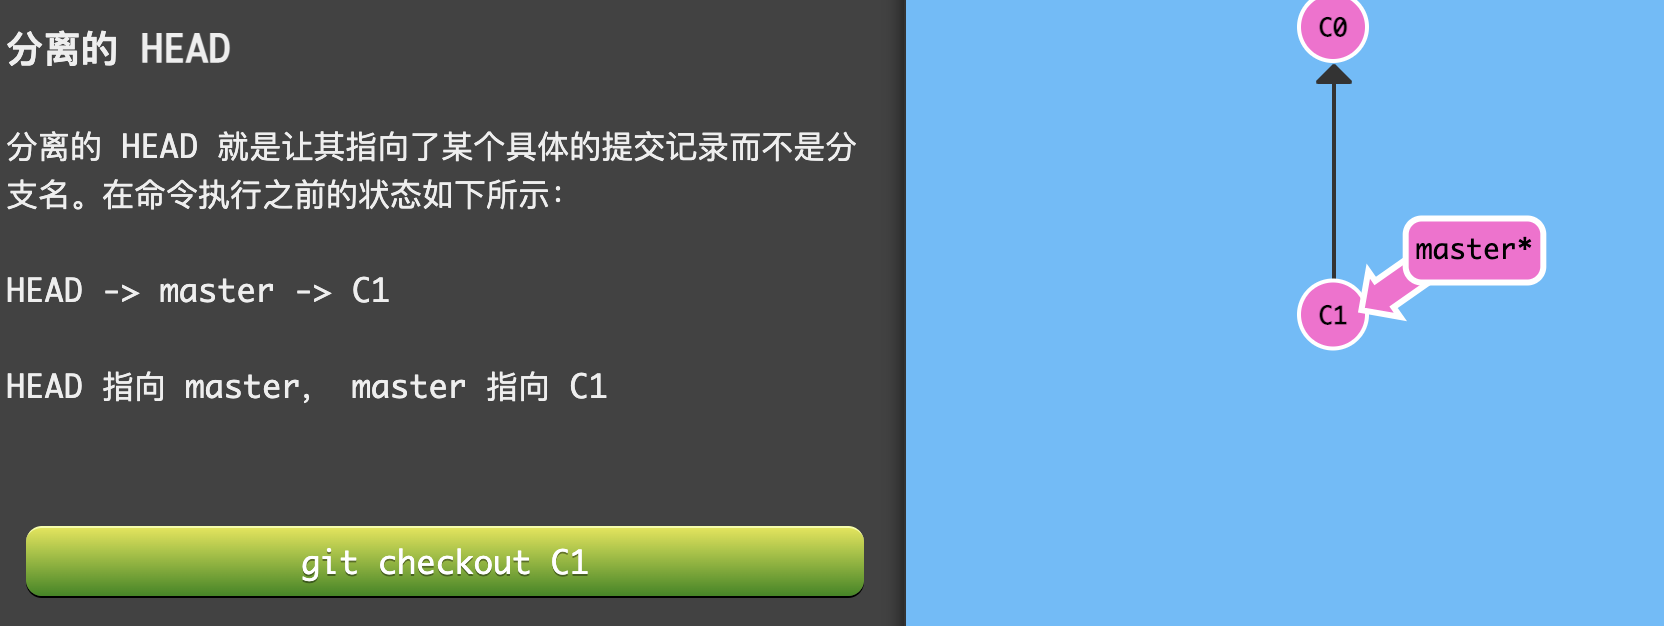 分离的 HEAD
分离的 HEAD 就是让其指向了某个具体的提交记录而不是分
支名。在命令执行之前的状态如下所示：
HEAD -> master -> C1
HEAD 指向 master， master 指向 C1
git checkout C1
C0
master*
C1